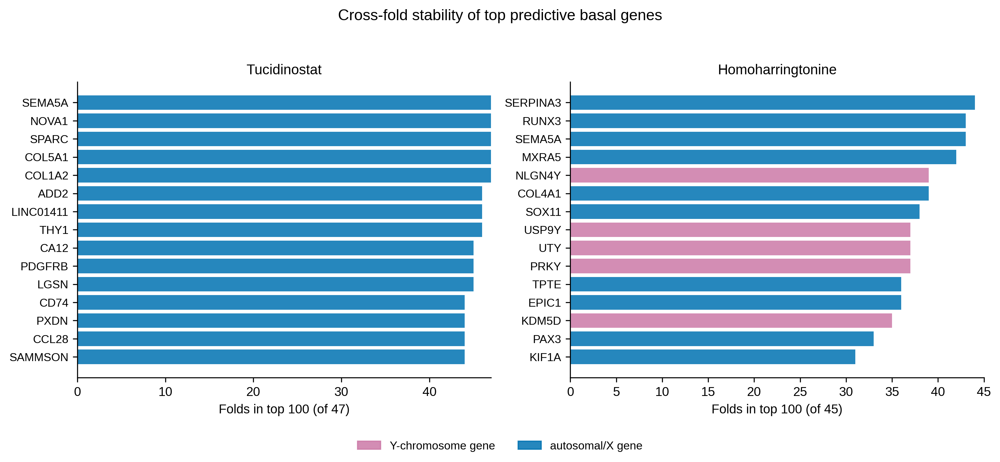 Cross-fold stability of top predictive basal genes
Tucidinostat
SEMA5A
NOVA1
SPARC
COL5A1
COL1A2
ADD2
LINC01411
THY1
CA12
PDGFRB
LGSN
CD74
PXDN
CCL28
SAMMSON
0 10 20 30 40
Folds in top 100 (of 47)
Homoharringtonine
SERPINA3
RUNX3
SEMA5A
MXRA5
NLGN4Y
COL4A1
SOX11
USP9Y
UTY
PRKY
TPTE
EPIC1
KDM5D
PAX3
KIF1A
0 5 10 15 20 25 30 35 40 45
Folds in top 100 (of 45)
Y-chromosome gene
autosomal/X gene